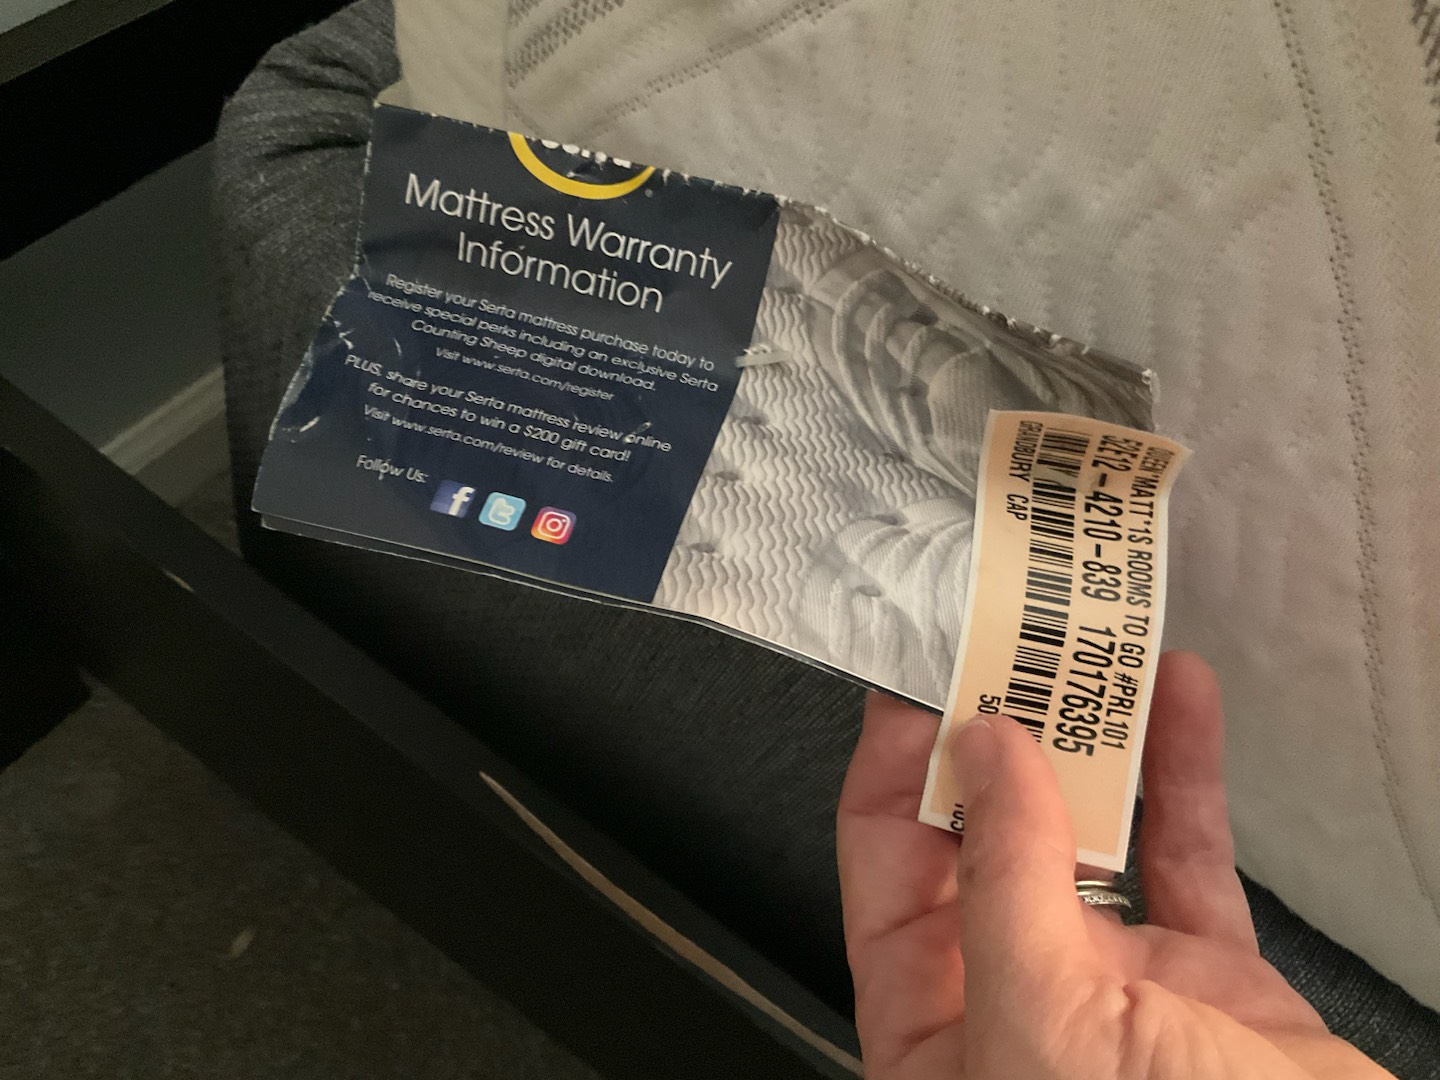 Mattress Warranty
Information
Register your Serta mattress purchase today to
receive special perks including an exclusive Serta
Counting Sheep digital download.
Visit www.serta.com/register
PLUS, share your Serta mattress review online
for chances to win a $200 gift card!
Visit www.serta.com/review for details.
Follow Us:
QUEEN MATT*1S ROOMS TO GO #PRL101
4210-839 170176395
GRANDBURY CAP
50